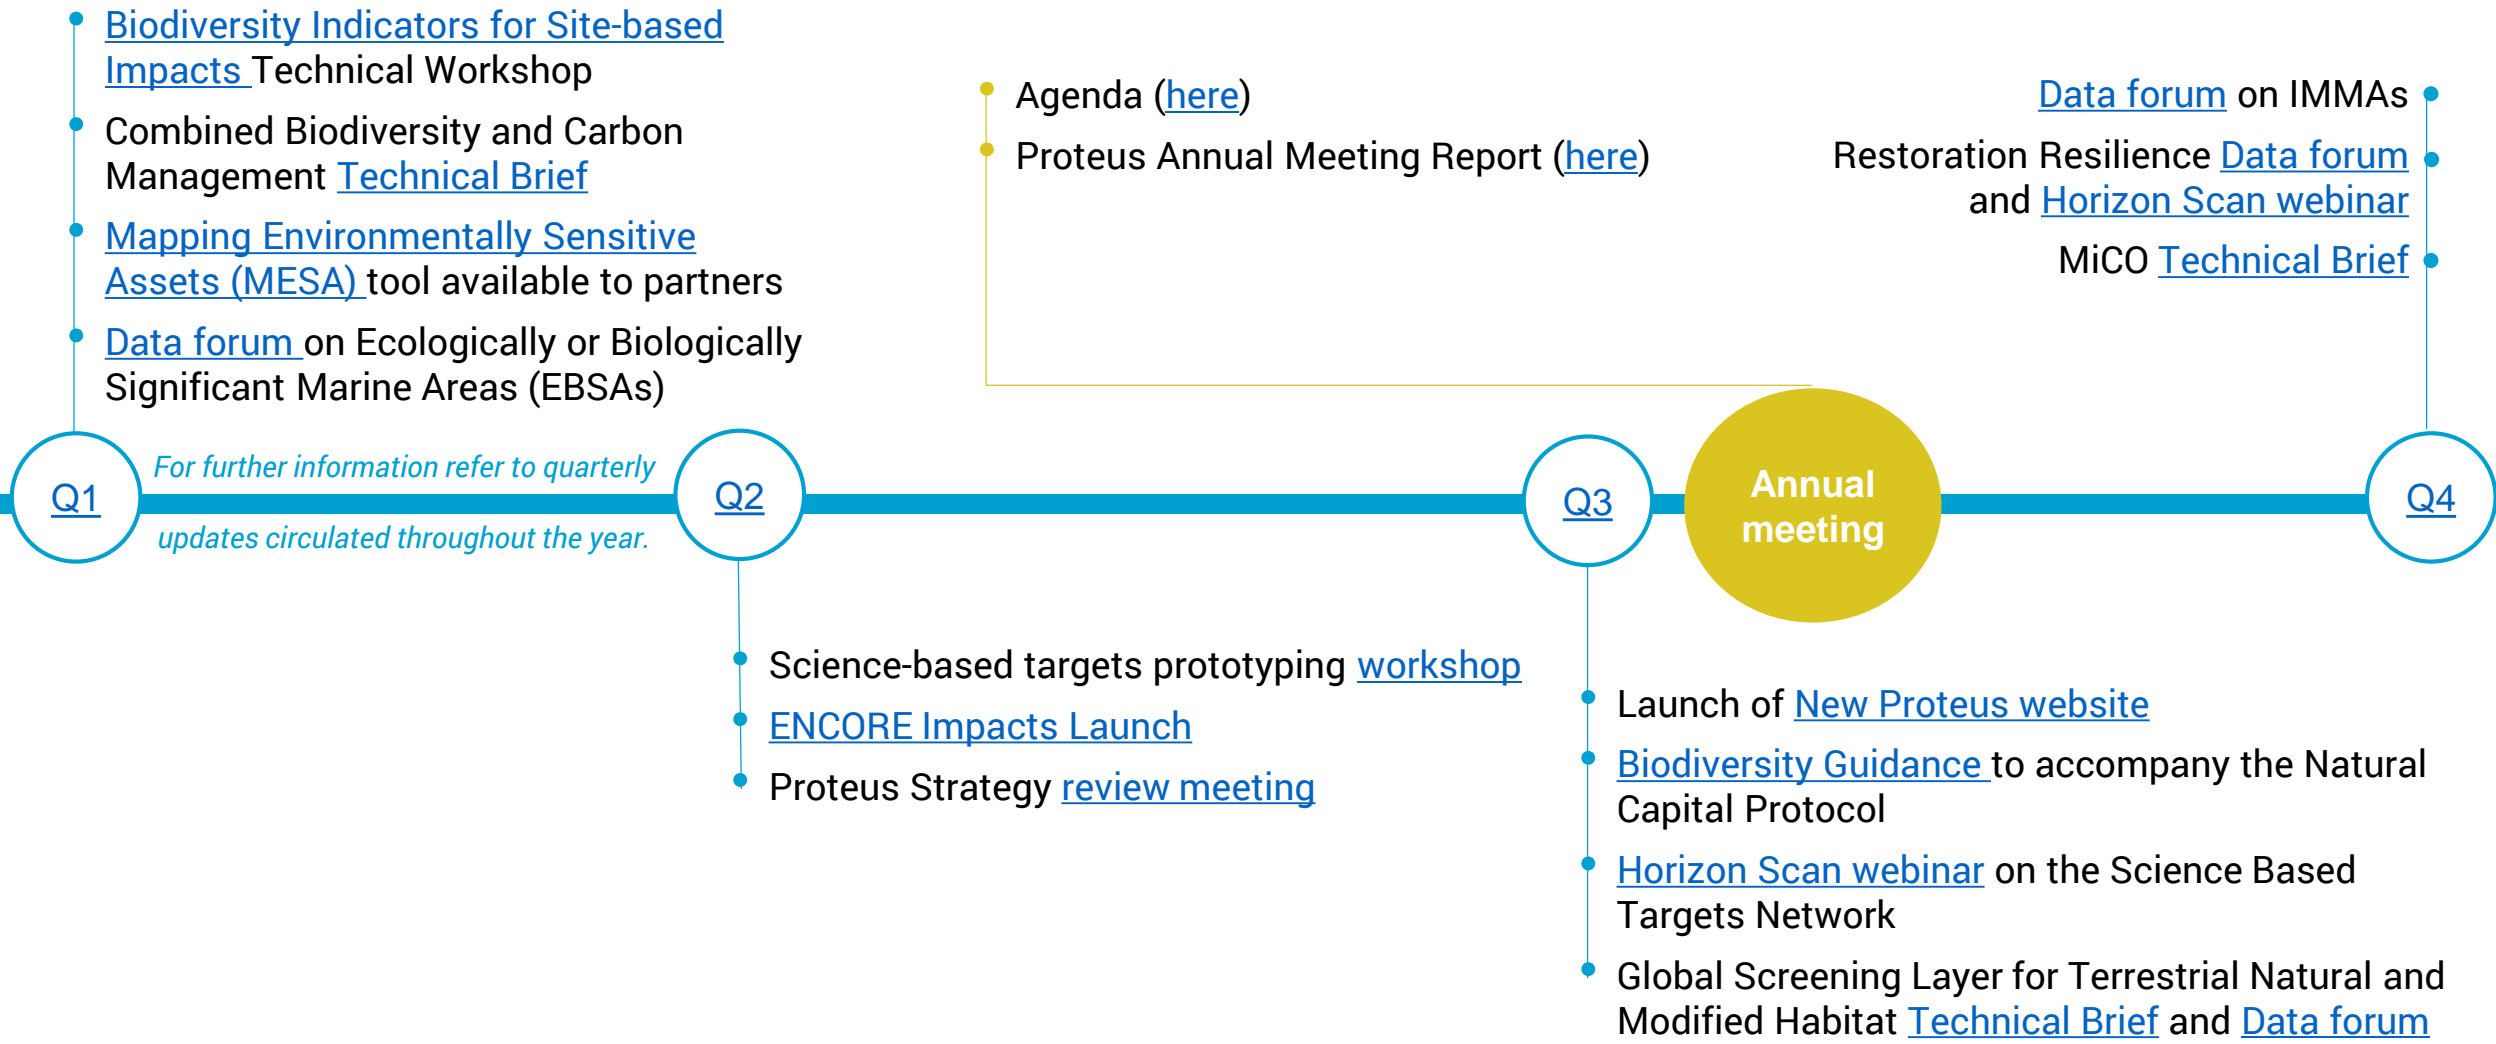 Biodiversity Indicators for Site-based
Impacts Technical Workshop
Combined Biodiversity and Carbon
Management Technical Brief
Mapping Environmentally Sensitive
Assets (MESA) tool available to partners
Data forum on Ecologically or Biologically
Significant Marine Areas (EBSAs)
Agenda (here)
Proteus Annual Meeting Report (here)
Data forum on IMMAs
Restoration Resilience Data forum
and Horizon Scan webinar
MiCO Technical Brief
Q1
For further information refer to quarterly
updates circulated throughout the year.
Q2
Q3
Annual
meeting
Q4
Science-based targets prototyping workshop
ENCORE Impacts Launch
Proteus Strategy review meeting
Launch of New Proteus website
Biodiversity Guidance to accompany the Natural
Capital Protocol
Horizon Scan webinar on the Science Based
Targets Network
Global Screening Layer for Terrestrial Natural and
Modified Habitat Technical Brief and Data forum